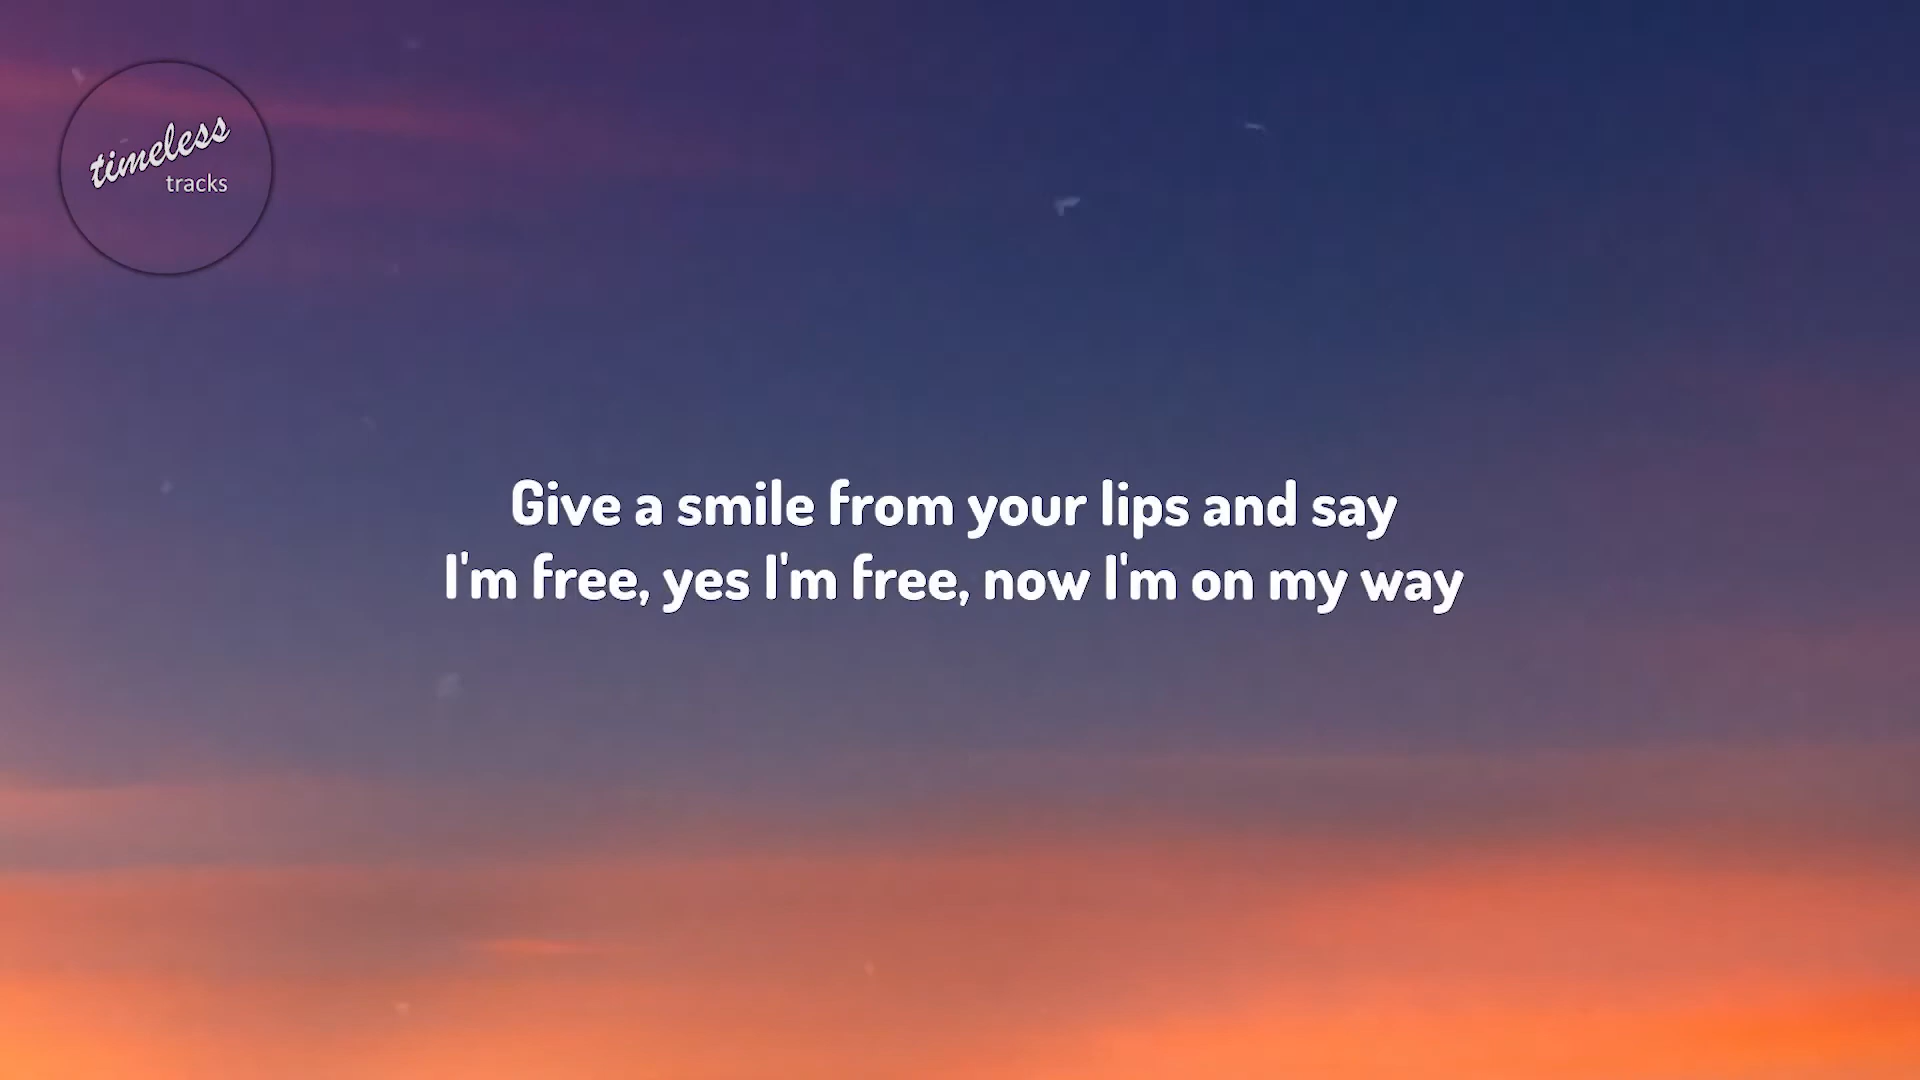 timeless
tracks
Give a smile from your lips and say
I'm free, yes I'm free, now I'm on my way